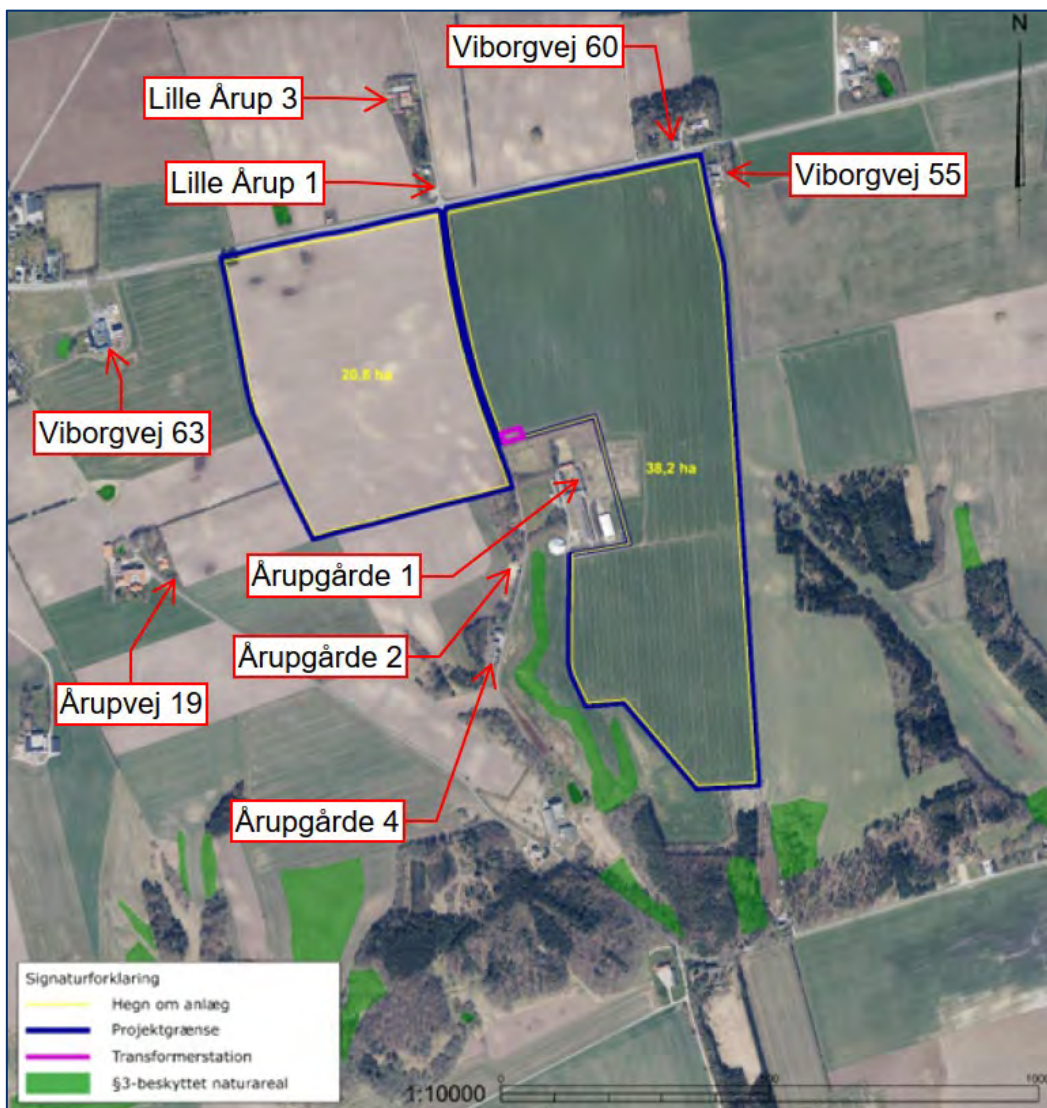 N
Viborgvej 60
Lille Årup 3
Lille Årup 1
Viborgvej 55
20,8 ha
Viborgvej 63
38,2 ha
Årupgårde 1
Årupgårde 2
Årupvej 19
Årupgårde 4
Signaturforklaring
Hegn om anlæg
Projektgrænse
Transformerstation
§3-beskyttet naturareal
1:10000
0